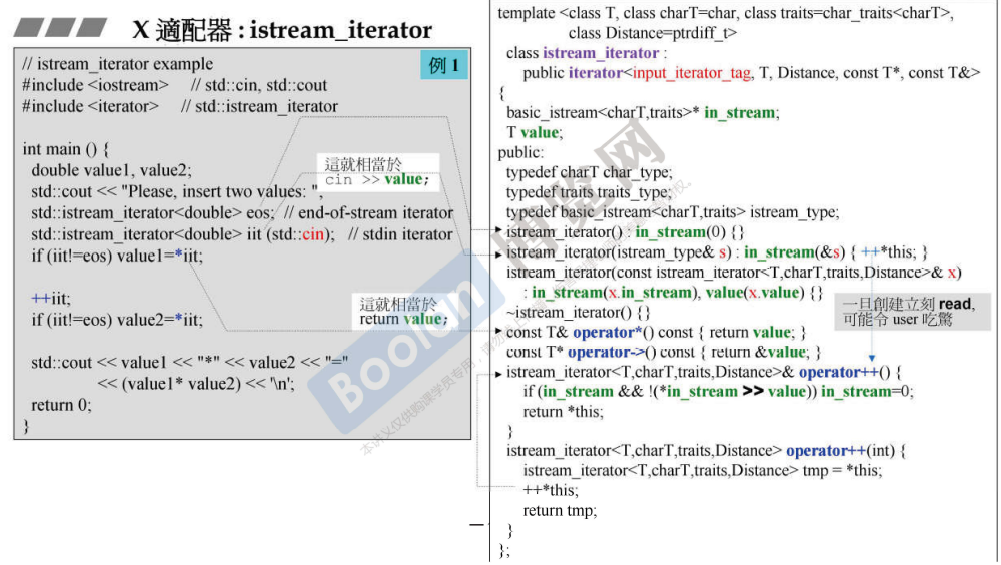 X 適配器 : istream_iterator
例 1
// istream_iterator example
#include <iostream> // std::cin, std::cout
#include <iterator> // std::istream_iterator
int main () {
double value1, value2;
std::cout << "Please, insert two values: ";
std::istream_iterator<double> eos; // end-of-stream iterator
std::istream_iterator<double> iit (std::cin); // stdin iterator
if (iit!=eos) value1=*iit;
++iit;
if (iit!=eos) value2=*iit;
std::cout << value1 << "*" << value2 << "="
<< (value1* value2) << '\n';
return 0;
}
這就相當於
cin >> value;
這就相當於
return value;
template <class T, class charT=char, class traits=char_traits<charT>,
class Distance=ptrdiff_t>
class istream_iterator :
public iterator<input_iterator_tag, T, Distance, const T*, const T&>
{
basic_istream<charT,traits>* in_stream;
T value;
public:
typedef charT char_type;
typedef traits traits_type;
typedef basic_istream<charT,traits> istream_type;
istream_iterator() : in_stream(0) {}
istream_iterator(istream_type& s) : in_stream(&s) { ++*this; }
istream_iterator(const istream_iterator<T,charT,traits,Distance>& x)
: in_stream(x.in_stream), value(x.value) {}
~istream_iterator() {}
const T& operator*() const { return value; }
const T* operator->() const { return &value; }
istream_iterator<T,charT,traits,Distance>& operator++() {
if (in_stream && !(*in_stream >> value)) in_stream=0;
return *this;
}
istream_iterator<T,charT,traits,Distance> operator++(int) {
istream_iterator<T,charT,traits,Distance> tmp = *this;
++*this;
return tmp;
}
};
一旦創建立刻 read,
可能令 user 吃驚
Boolan
博览网